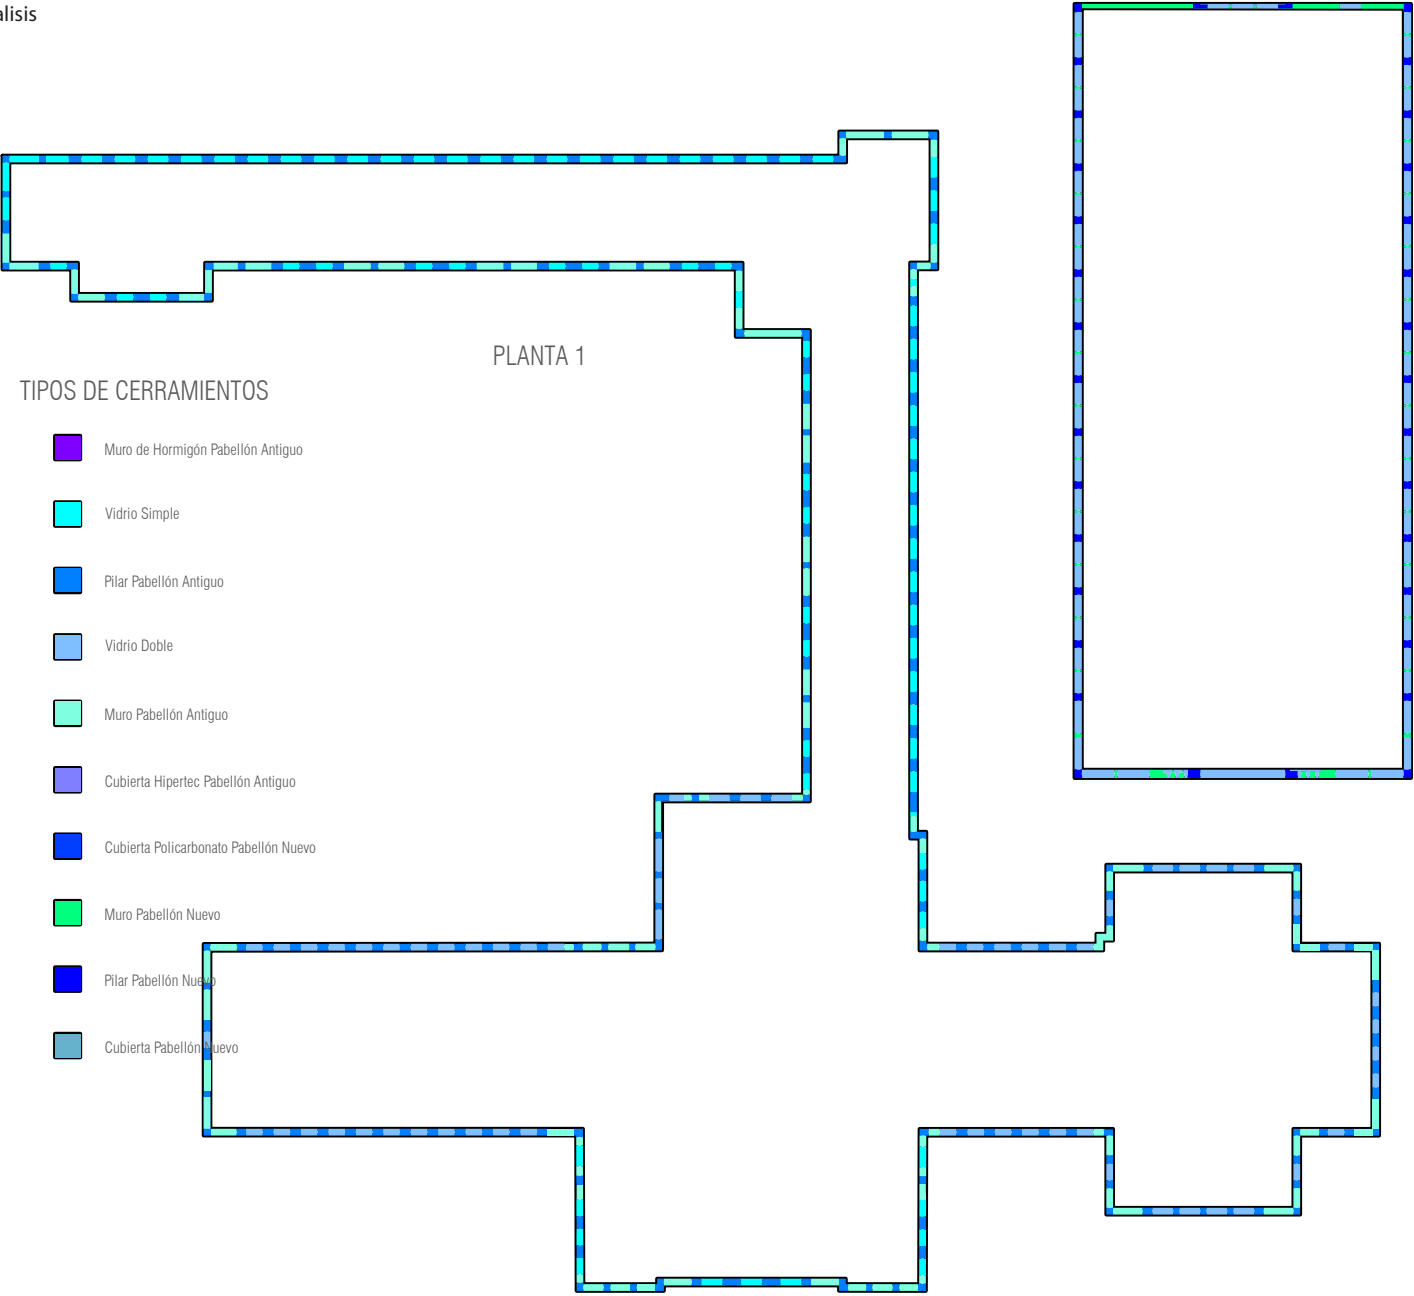 PLANTA 1
TIPOS DE CERRAMIENTOS
Muro de Hormigón Pabellón Antiguo
Vidrio Simple
Pilar Pabellón Antiguo
Vidrio Doble
Muro Pabellón Antiguo
Cubierta Hipertec Pabellón Antiguo
Cubierta Policarbonato Pabellón Nuevo
Muro Pabellón Nuevo
Pilar Pabellón Nuevo
Cubierta Pabellón Nuevo